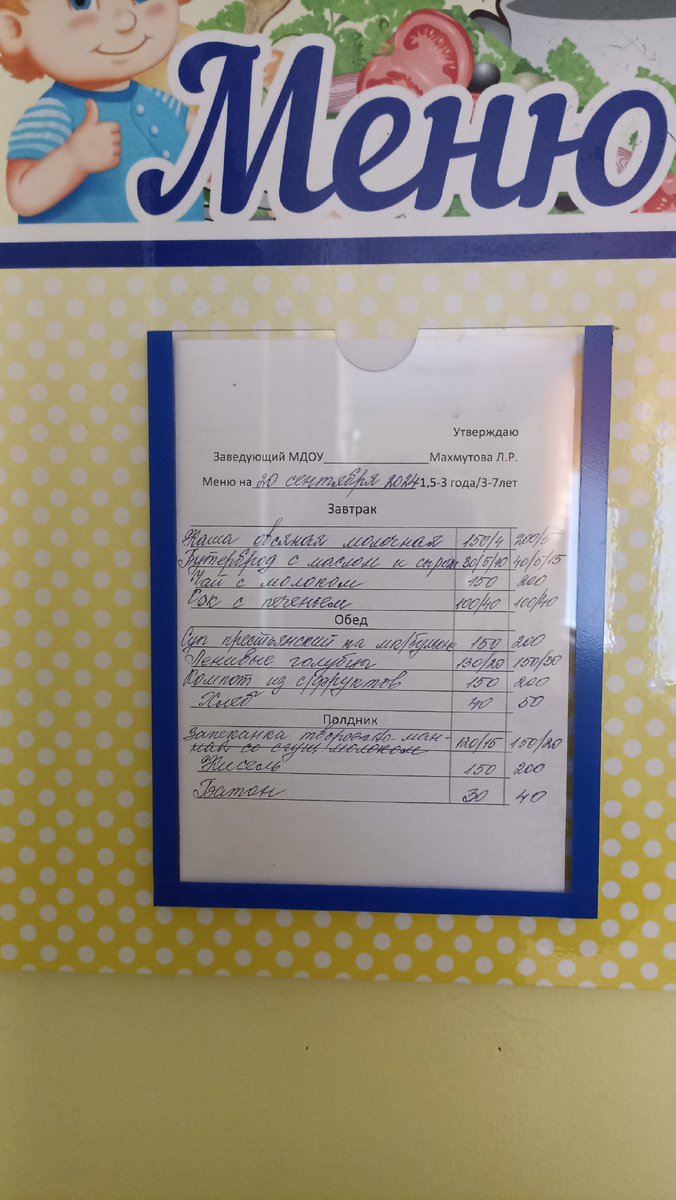 Меню
Утверждаю
Заведующий МДОУ_______________Махмутова Л.Р.
Меню на 20 сентября 2024 1,5-3 года/3-7лет
Завтрак
Каша овсяная молочная 150/4 200/5
Бутерброд с маслом и сыром 30/5/10 40/5/15
Чай с молоком 150 200
Сок с печеньем 100/40 100/40
Обед
Суп крестьянский на мк/бульоне 150 200
Ленивые голубцы 130/20 150/30
Компот из с/фруктов 150 200
Хлеб 40 50
Полдник
Запеканка творожно-ман- 120/15 150/20
ная со сгущ. молоком
Кисель 150 200
Батон 30 40